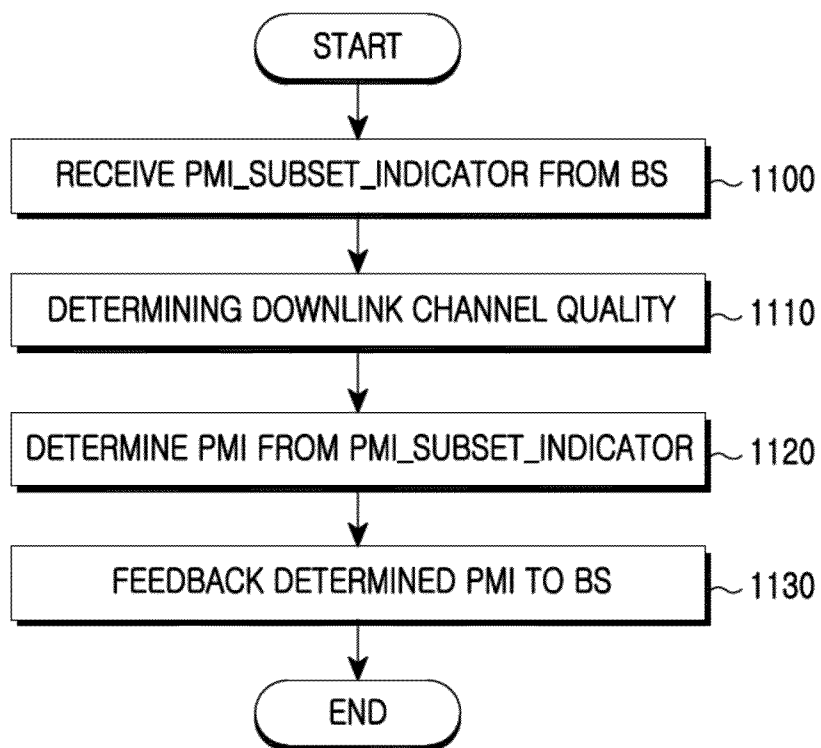 START
RECEIVE PMI_SUBSET_INDICATOR FROM BS
1100
DETERMINING DOWNLINK CHANNEL QUALITY
1110
DETERMINE PMI FROM PMI_SUBSET_INDICATOR
1120
FEEDBACK DETERMINED PMI TO BS
1130
END